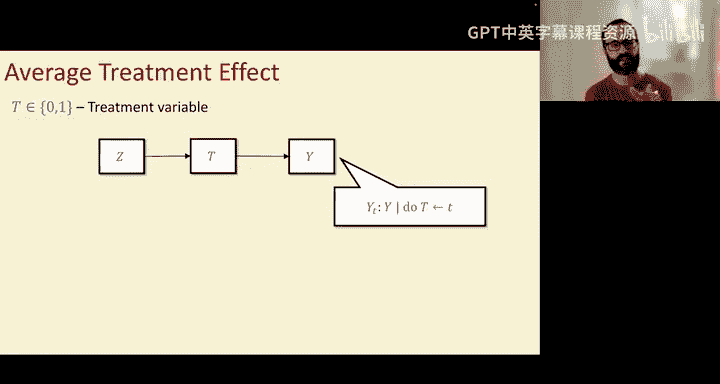 GPT中英字幕课程资源 bilibili
Average Treatment Effect
T ∈ {0,1} – Treatment variable
Z
T
Y
Y_t: Y | do T ← t